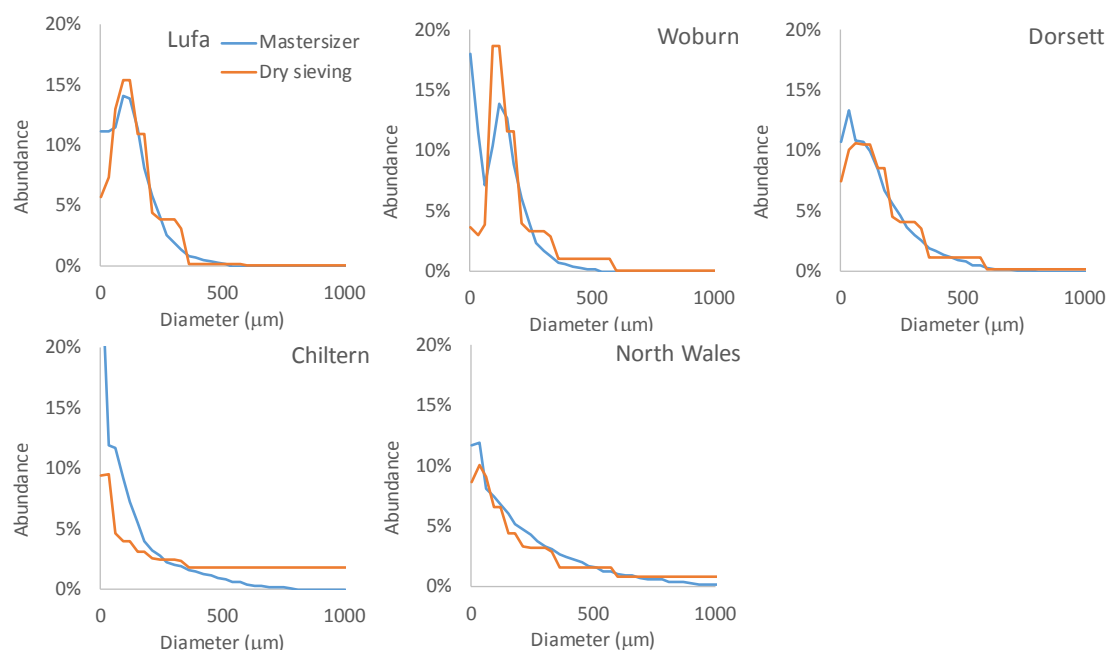 Lufa
Mastersizer
Dry sieving
20%
15%
10%
5%
0%
Abundance
0
500
1000
Diameter (μm)
Woburn
20%
15%
10%
5%
0%
Abundance
0
500
1000
Diameter (μm)
Dorsett
20%
15%
10%
5%
0%
Abundance
0
500
1000
Diameter (μm)
Chiltern
20%
15%
10%
5%
0%
Abundance
0
500
1000
Diameter (μm)
North Wales
20%
15%
10%
5%
0%
Abundance
0
500
1000
Diameter (μm)